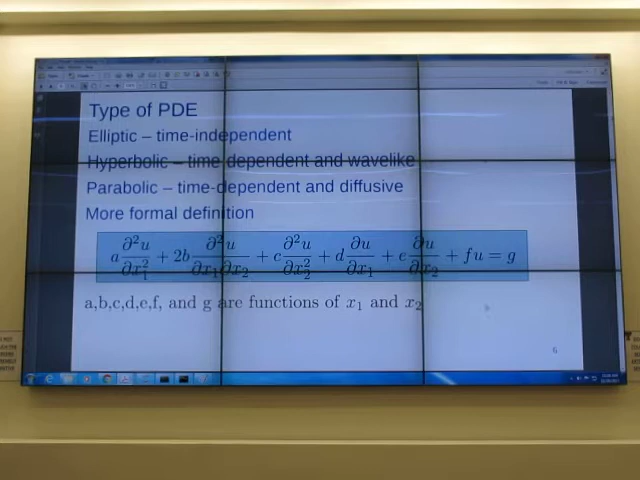 Type of PDE
Elliptic – time-independent
Hyperbolic – time dependent and wavelike
Parabolic – time-dependent and diffusive
More formal definition
a ∂²u/∂x₁² + 2b ∂²u/∂x₁∂x₂ + c ∂²u/∂x₂² + d ∂u/∂x₁ + e ∂u/∂x₂ + fu = g
a,b,c,d,e,f, and g are functions of x₁ and x₂
6